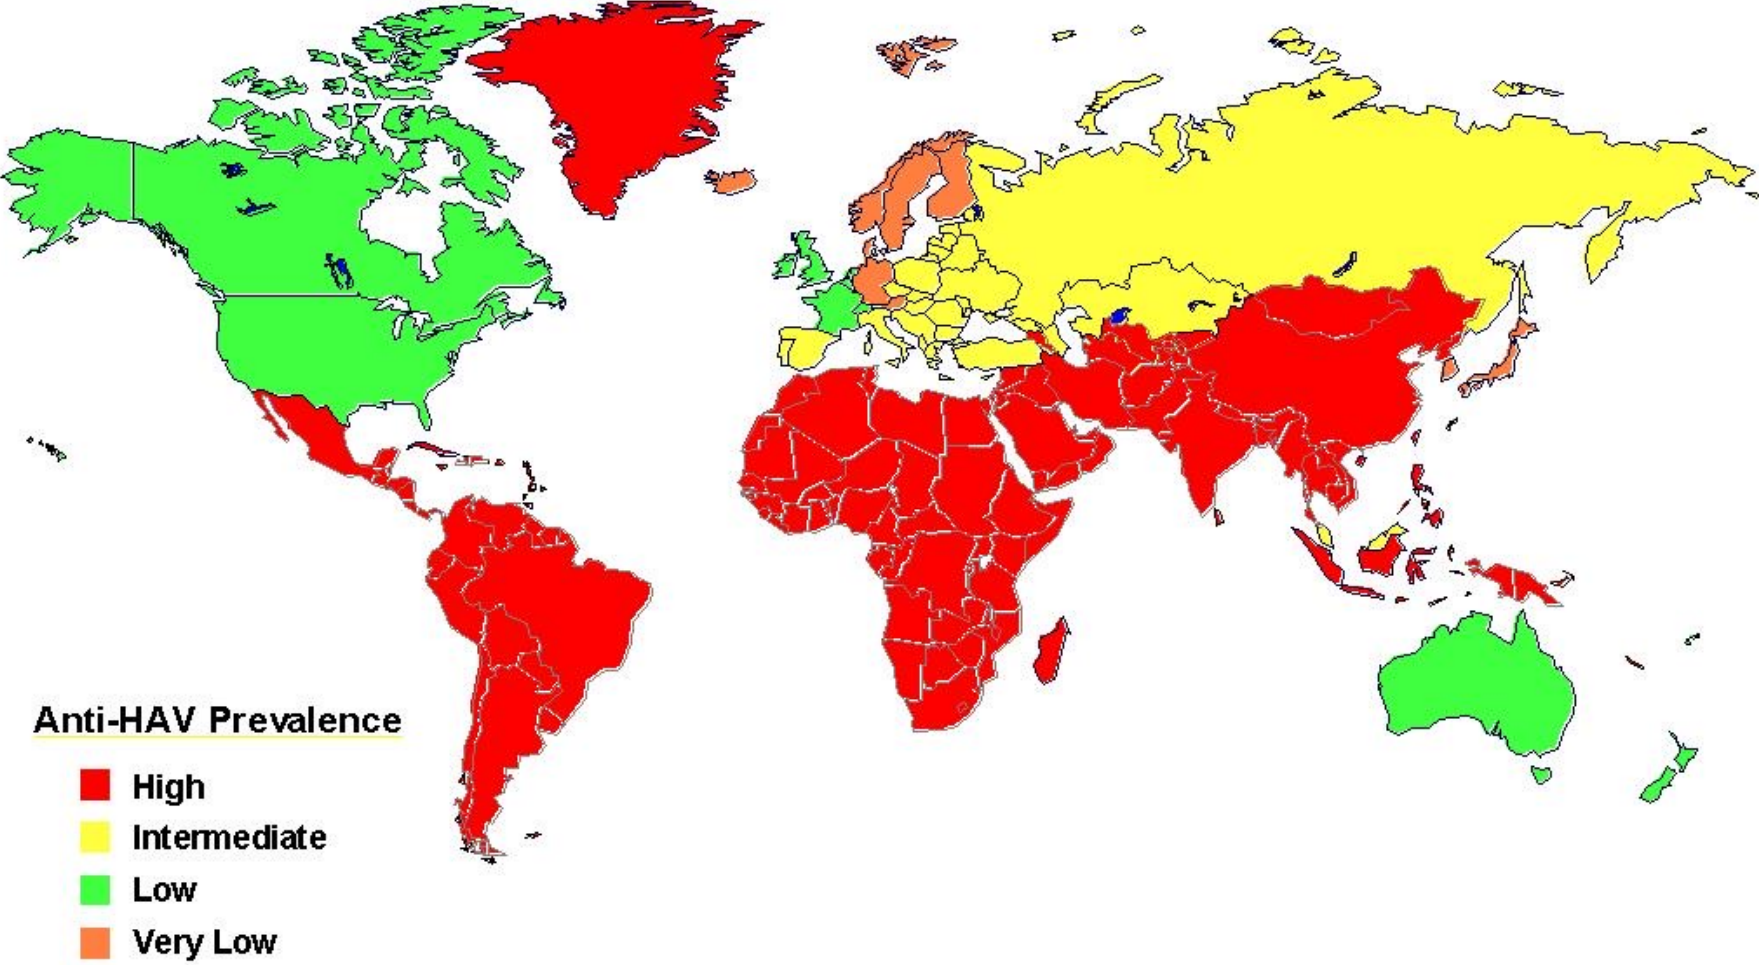 Anti-HAV Prevalence
High
Intermediate
Low
Very Low